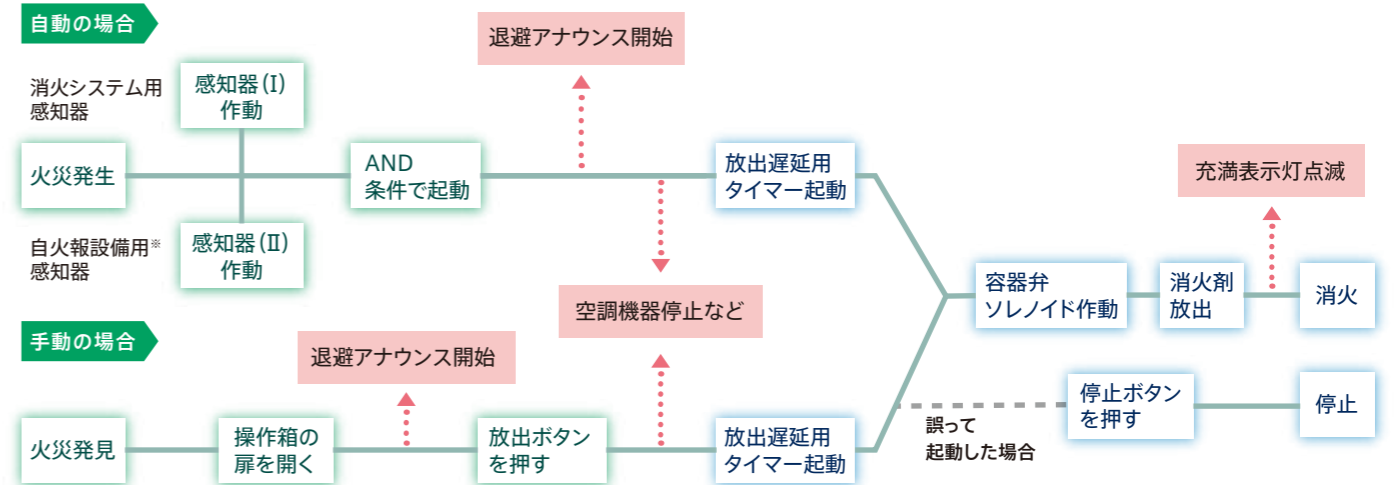 自動の場合
退避アナウンス開始
消火システム用
感知器
感知器(Ⅰ)
作動
火災発生
AND
条件で起動
放出遅延用
タイマー起動
充満表示灯点滅
自火報設備用※
感知器
感知器(Ⅱ)
作動
空調機器停止など
容器弁
ソレノイド作動
消火剤
放出
消火
手動の場合
退避アナウンス開始
火災発見
操作箱の
扉を開く
放出ボタン
を押す
放出遅延用
タイマー起動
誤って
起動した場合
停止ボタン
を押す
停止